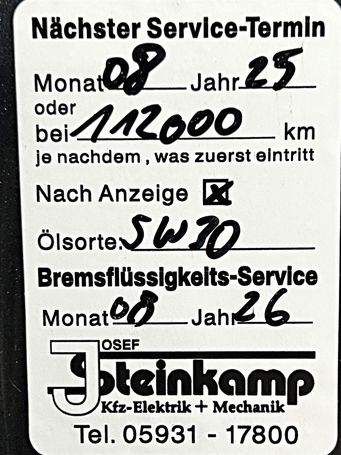 Nächster Service-Termin
Monat 08 Jahr 25
oder
bei 112000 km
je nachdem, was zuerst eintritt
Nach Anzeige ☒
Ölsorte: 5W30
Bremsflüssigkeits-Service
Monat 08 Jahr 26
JOSEF
Steinkamp
Kfz-Elektrik + Mechanik
Tel. 05931 - 17800